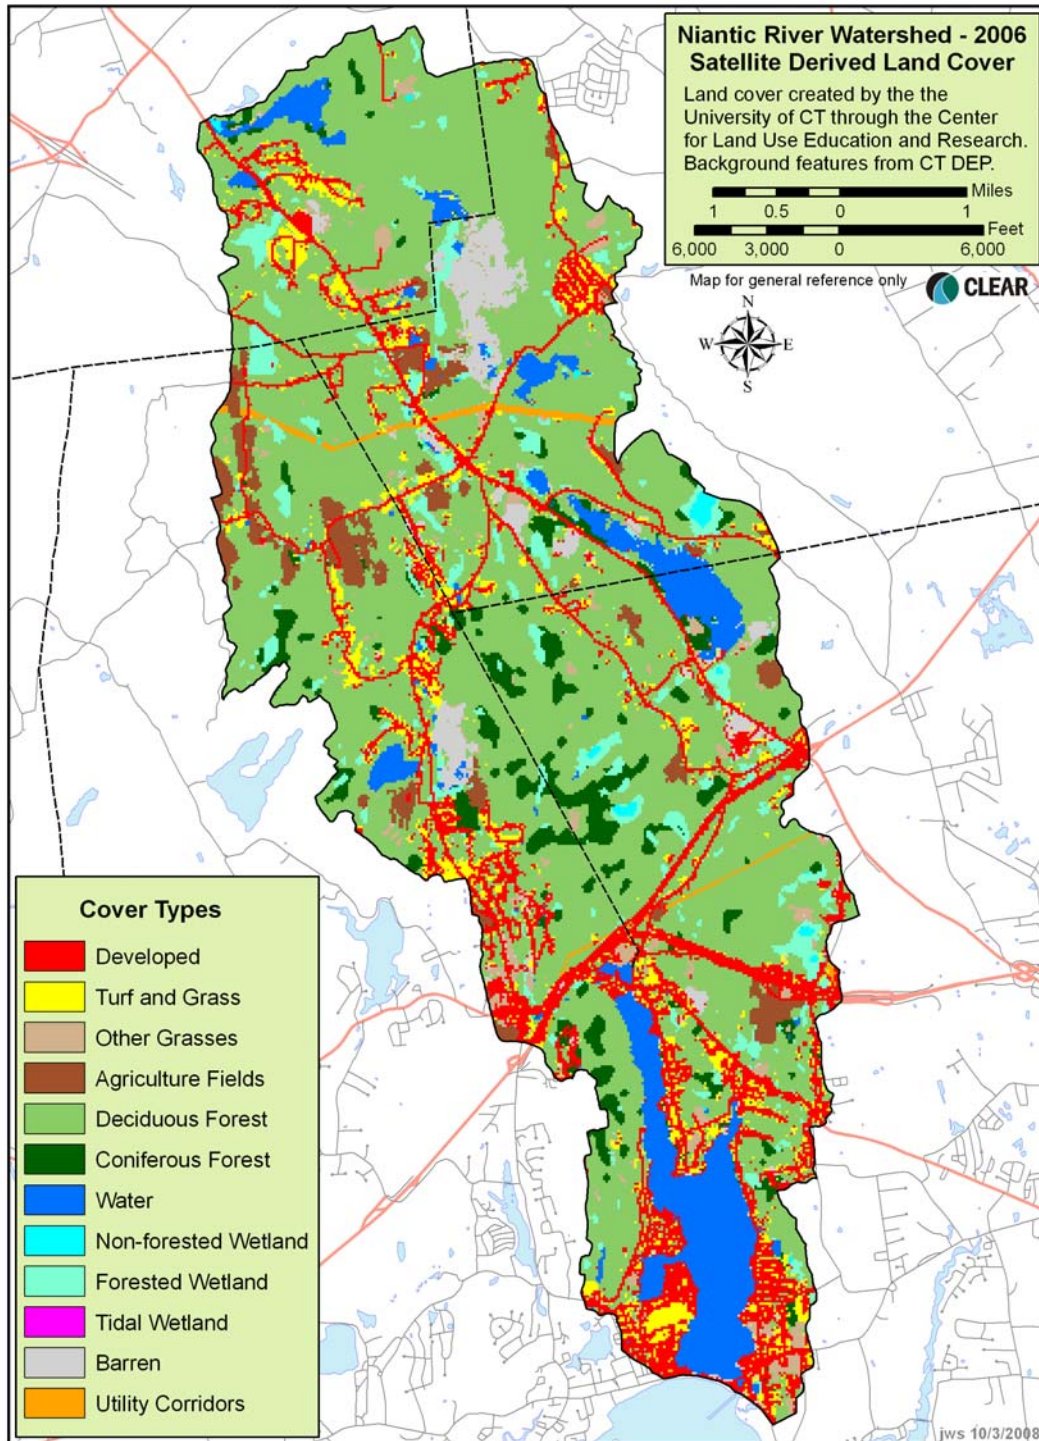 Niantic River Watershed - 2006
Satellite Derived Land Cover
Land cover created by the the
University of CT through the Center
for Land Use Education and Research.
Background features from CT DEP.
Miles
1 0.5 0 1
Feet
6,000 3,000 0 6,000
Map for general reference only
CLEAR
N
W E
S
Cover Types
Developed
Turf and Grass
Other Grasses
Agriculture Fields
Deciduous Forest
Coniferous Forest
Water
Non-forested Wetland
Forested Wetland
Tidal Wetland
Barren
Utility Corridors
jws 10/3/2008